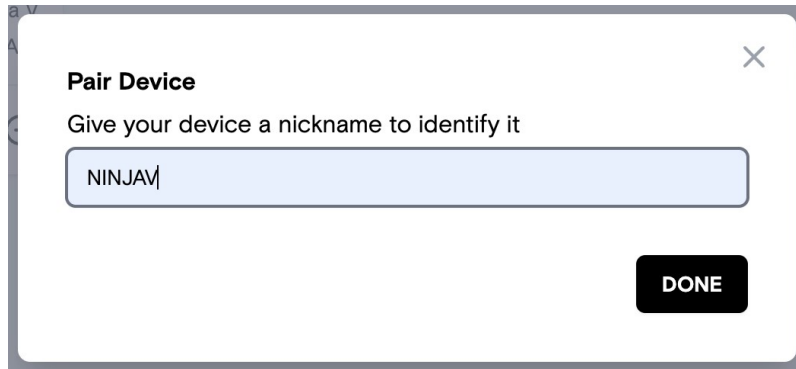 a V
A
Pair Device
Give your device a nickname to identify it
NINJAV
DONE